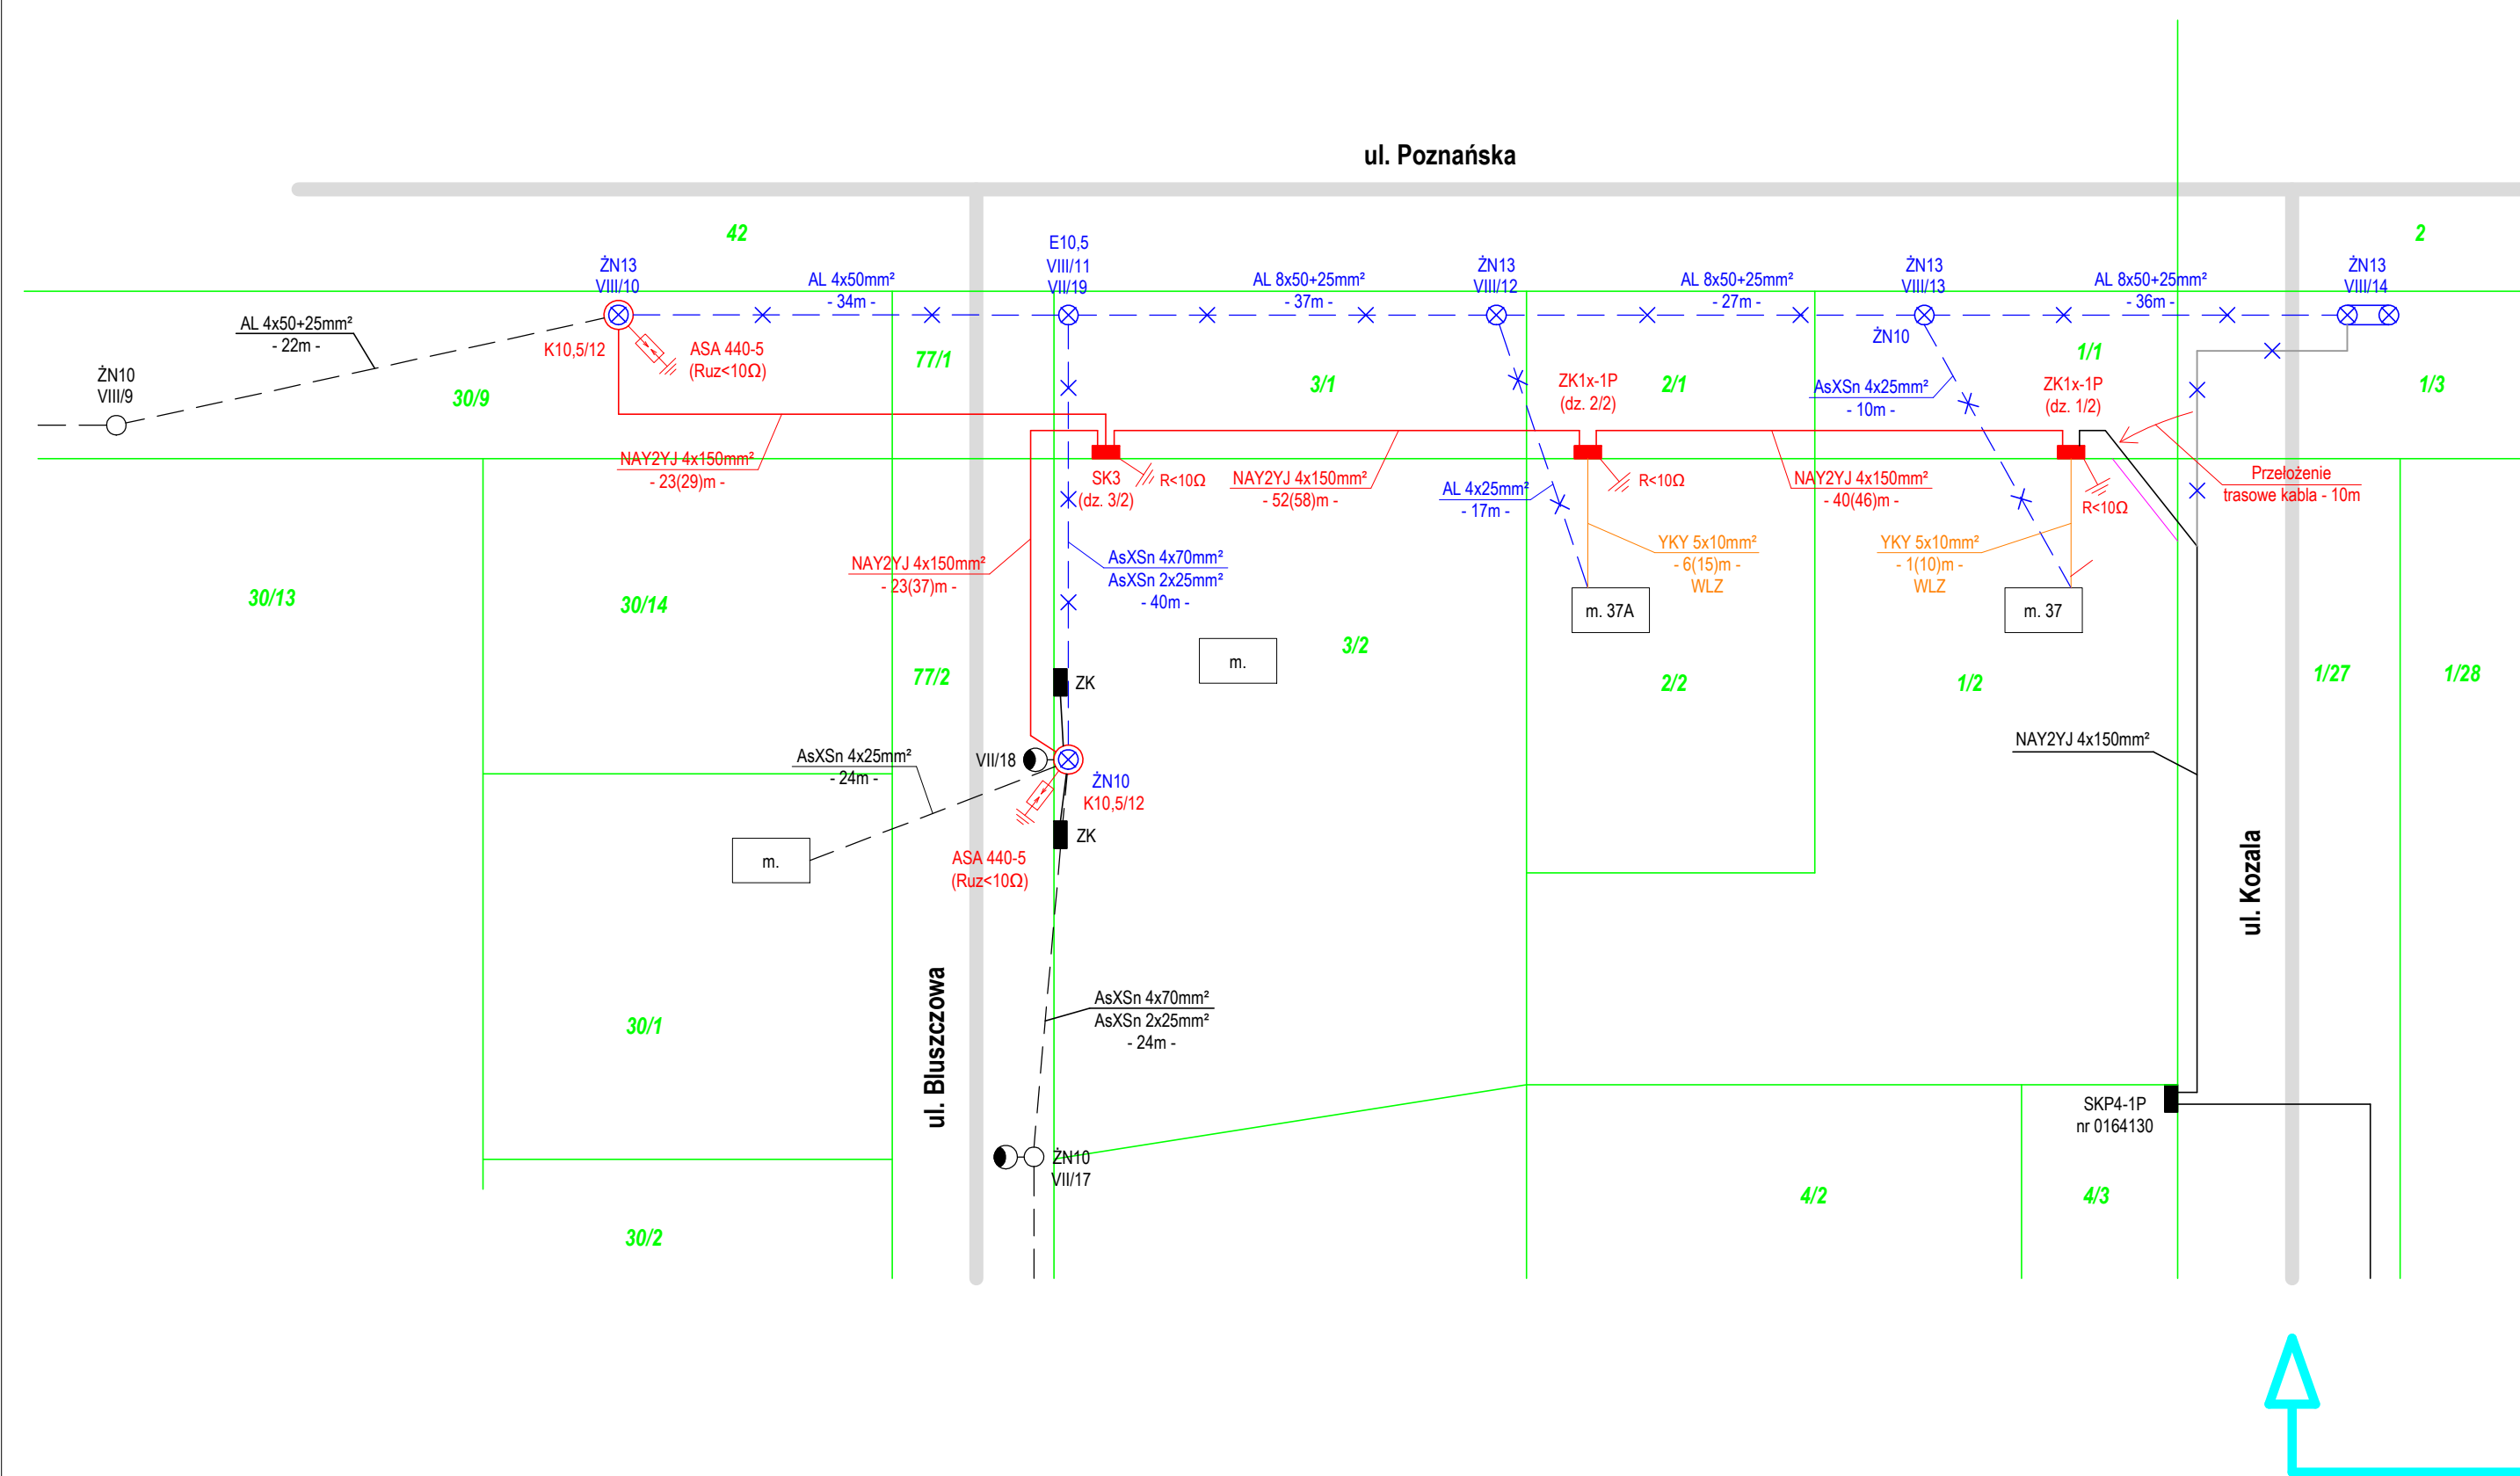 ul. Poznańska
42
2
E10,5
VIII/11
VII/19
ŻN13
VIII/10
AL 4x50mm²
- 34m -
AL 8x50+25mm²
- 37m -
ŻN13
VIII/12
AL 8x50+25mm²
- 27m -
ŻN13
VIII/13
AL 8x50+25mm²
- 36m -
ŻN13
VIII/14
AL 4x50+25mm²
- 22m -
K10,5/12
ASA 440-5
(Ruz<10Ω)
77/1
ŻN10
1/1
ŻN10
VIII/9
30/9
3/1
ZK1x-1P
(dz. 2/2)
2/1
AsXSn 4x25mm²
- 10m -
ZK1x-1P
(dz. 1/2)
1/3
NAY2YJ 4x150mm²
- 23(29)m -
SK3
(dz. 3/2)
R<10Ω
NAY2YJ 4x150mm²
- 52(58)m -
AL 4x25mm²
- 17m -
R<10Ω
NAY2YJ 4x150mm²
- 40(46)m -
R<10Ω
Przełożenie
trasowe kabla - 10m
NAY2YJ 4x150mm²
- 23(37)m -
AsXSn 4x70mm²
AsXSn 2x25mm²
- 40m -
YKY 5x10mm²
- 6(15)m -
WLZ
YKY 5x10mm²
- 1(10)m -
WLZ
30/13
30/14
m. 37A
m. 37
3/2
m.
77/2
ZK
2/2
1/2
1/27
1/28
AsXSn 4x25mm²
- 24m -
VII/18
ŻN10
K10,5/12
NAY2YJ 4x150mm²
ZK
m.
ASA 440-5
(Ruz<10Ω)
ul. Kozala
ul. Bluszczowa
AsXSn 4x70mm²
AsXSn 2x25mm²
- 24m -
30/1
SKP4-1P
nr 0164130
ŻN10
VII/17
4/2
4/3
30/2